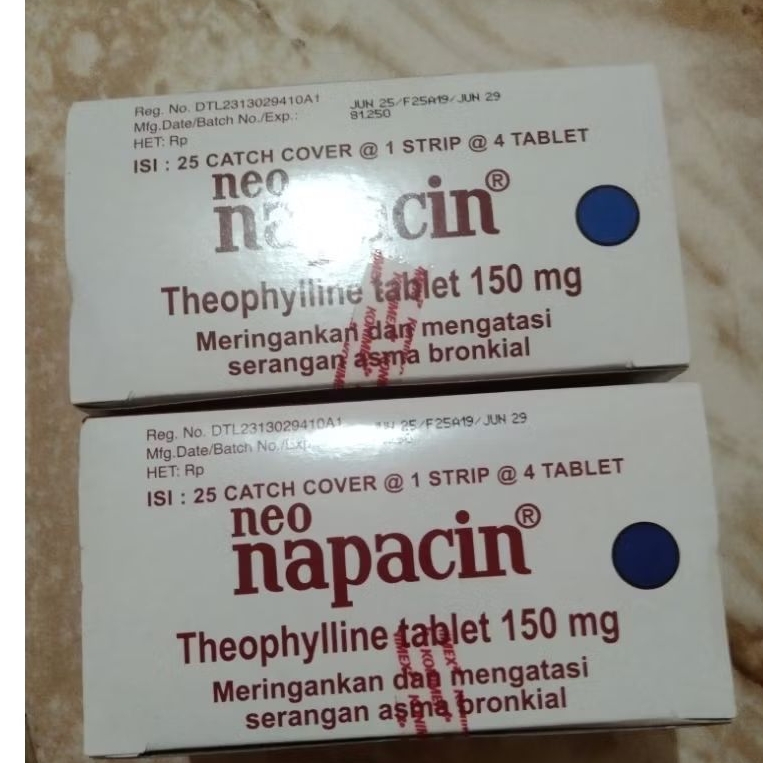 Reg. No. DTL2313029410A1
Mfg.Date/Batch No./Exp.: JUN 25/F25A19/JUN 29
HET: Rp 81.250
ISI : 25 CATCH COVER @ 1 STRIP @ 4 TABLET
neo
napacin®
Theophylline tablet 150 mg
Meringankan dan mengatasi
serangan asma bronkial
KONIMEX
Reg. No. DTL2313029410A1
Mfg.Date/Batch No./Exp. 25/F25A19/JUN 29
HET: Rp
ISI : 25 CATCH COVER @ 1 STRIP @ 4 TABLET
neo
napacin®
Theophylline tablet 150 mg
Meringankan dan mengatasi
serangan asma bronkial